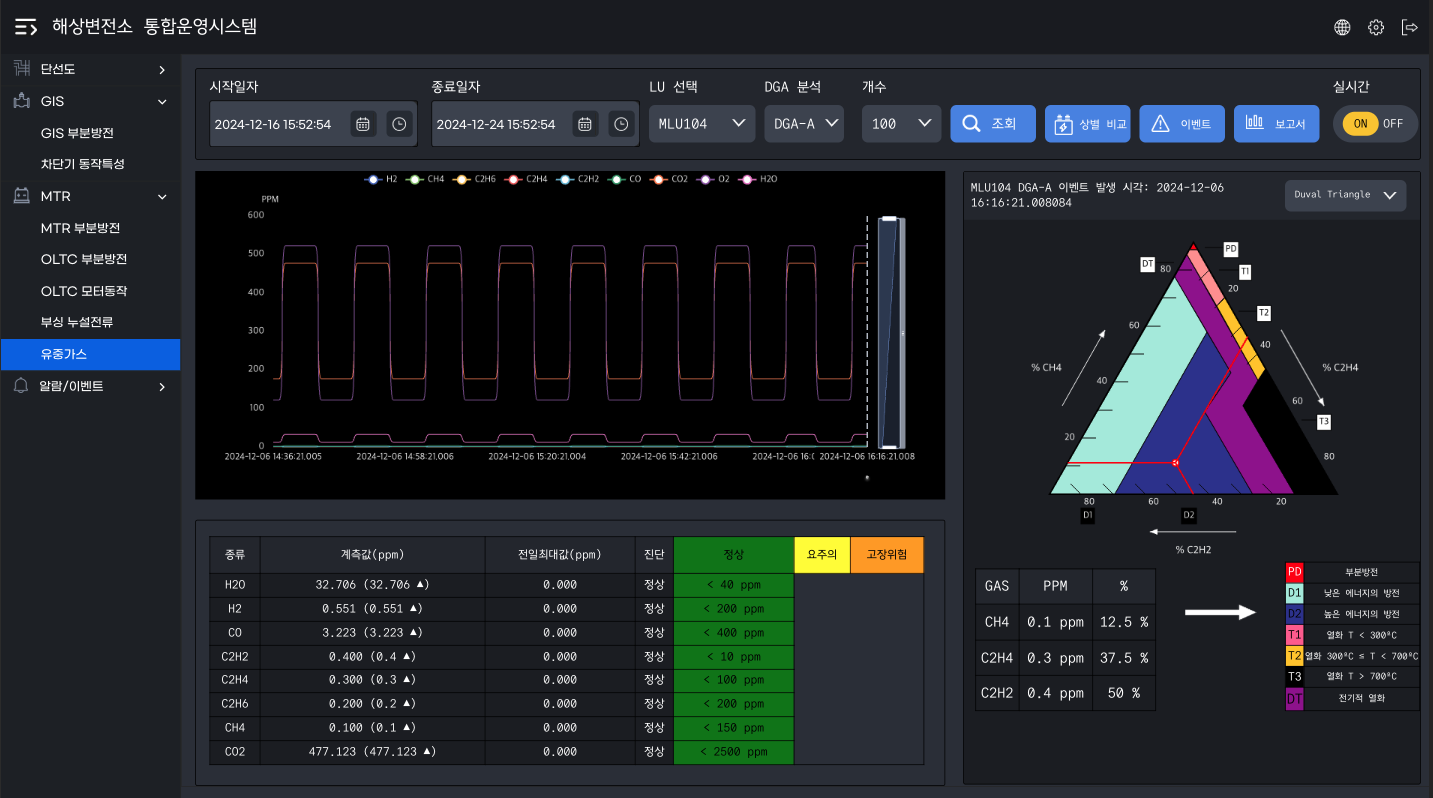 해상변전소 통합운영시스템
단선도
GIS
GIS 부분방전
차단기 동작특성
MTR
MTR 부분방전
OLTC 부분방전
OLTC 모터동작
부싱 누설전류
유중가스
알람/이벤트
시작일자 종료일자 LU 선택 DGA 분석 개수 실시간
2024-12-16 15:52:54 2024-12-24 15:52:54 MLU104 DGA-A 100 조회 상별 비교 이벤트 보고서 ON OFF
H2 CH4 C2H6 C2H4 C2H2 CO CO2 O2 H2O
PPM
600
500
400
300
200
100
0
2024-12-06 14:36:21.005 2024-12-06 14:58:21.006 2024-12-06 15:20:21.004 2024-12-06 15:42:21.006 2024-12-06 16:0 2024-12-06 16:16:21.008
종류 계측값(ppm) 전일최대값(ppm) 진단 정상 요주의 고장위험
H2O 32.706 (32.706 ▲) 0.000 정상 < 40 ppm
H2 0.551 (0.551 ▲) 0.000 정상 < 200 ppm
CO 3.223 (3.223 ▲) 0.000 정상 < 400 ppm
C2H2 0.400 (0.4 ▲) 0.000 정상 < 10 ppm
C2H4 0.300 (0.3 ▲) 0.000 정상 < 100 ppm
C2H6 0.200 (0.2 ▲) 0.000 정상 < 200 ppm
CH4 0.100 (0.1 ▲) 0.000 정상 < 150 ppm
CO2 477.123 (477.123 ▲) 0.000 정상 < 2500 ppm
MLU104 DGA-A 이벤트 발생 시각: 2024-12-06
16:16:21.008084
Duval Triangle
PD
DT 80 T1
20
T2
60 40
% CH4 % C2H4
40 60
T3
20 80
80 60 40 20
D1 D2
% C2H2
GAS PPM %
CH4 0.1 ppm 12.5 %
C2H4 0.3 ppm 37.5 %
C2H2 0.4 ppm 50 %
PD 부분방전
D1 낮은 에너지의 방전
D2 높은 에너지의 방전
T1 열화 T < 300ºC
T2 열화 300ºC ≤ T < 700ºC
T3 열화 T > 700ºC
DT 전기적 열화